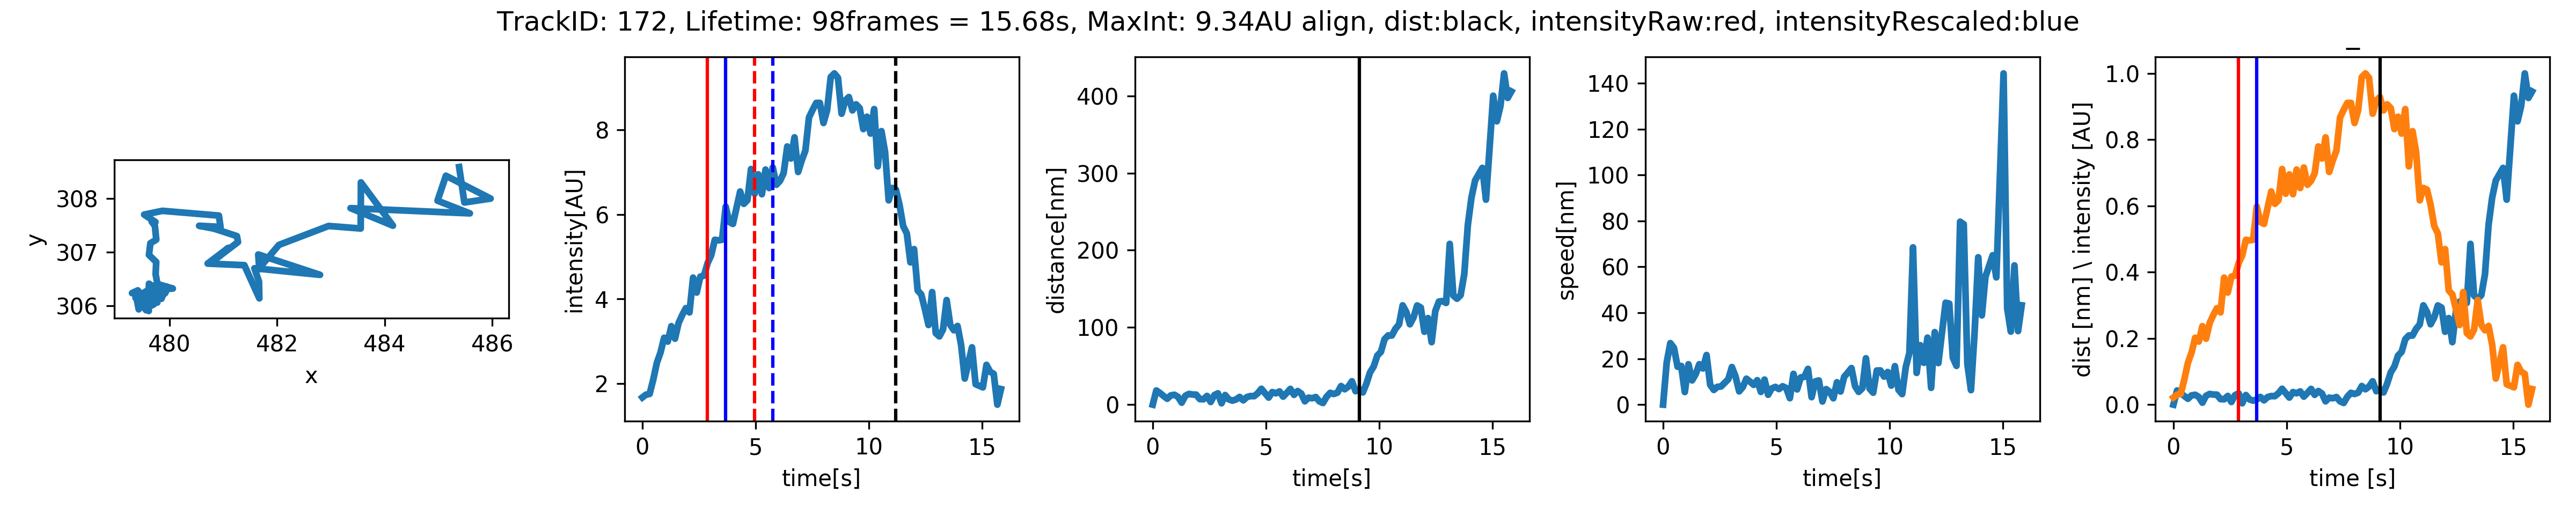 TrackID: 172, Lifetime: 98frames = 15.68s, MaxInt: 9.34AU align, dist:black, intensityRaw:red, intensityRescaled:blue
_
308
307
306
y
480 482 484 486
x
8
6
4
2
intensity[AU]
0 5 10 15
time[s]
400
300
200
100
0
distance[nm]
0 5 10 15
time[s]
140
120
100
80
60
40
20
0
speed[nm]
0 5 10 15
time[s]
1.0
0.8
0.6
0.4
0.2
0.0
dist [nm] \ intensity [AU]
0 5 10 15
time [s]